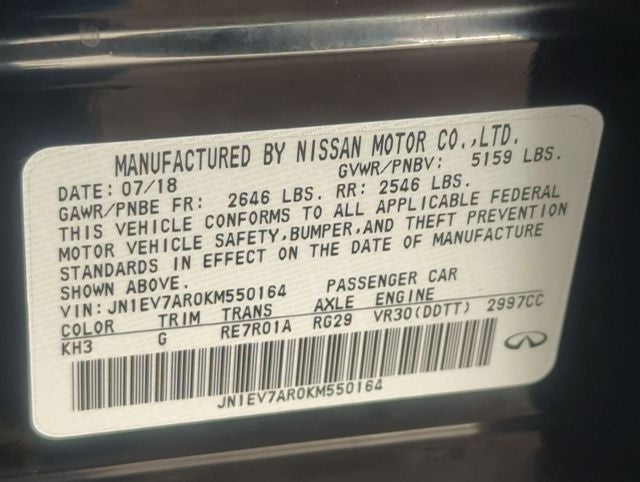 MANUFACTURED BY NISSAN MOTOR CO.,LTD.
DATE: 07/18 GVWR/PNBV: 5159 LBS.
GAWR/PNBE FR: 2646 LBS. RR: 2546 LBS.
THIS VEHICLE CONFORMS TO ALL APPLICABLE FEDERAL
MOTOR VEHICLE SAFETY,BUMPER,AND THEFT PREVENTION
STANDARDS IN EFFECT ON THE DATE OF MANUFACTURE
SHOWN ABOVE.
VIN: JN1EV7AR0KM550164 PASSENGER CAR
COLOR TRIM TRANS AXLE ENGINE
KH3 G RE7R01A RG29 VR30(DDTT) 2997CC
JN1EV7AR0KM550164